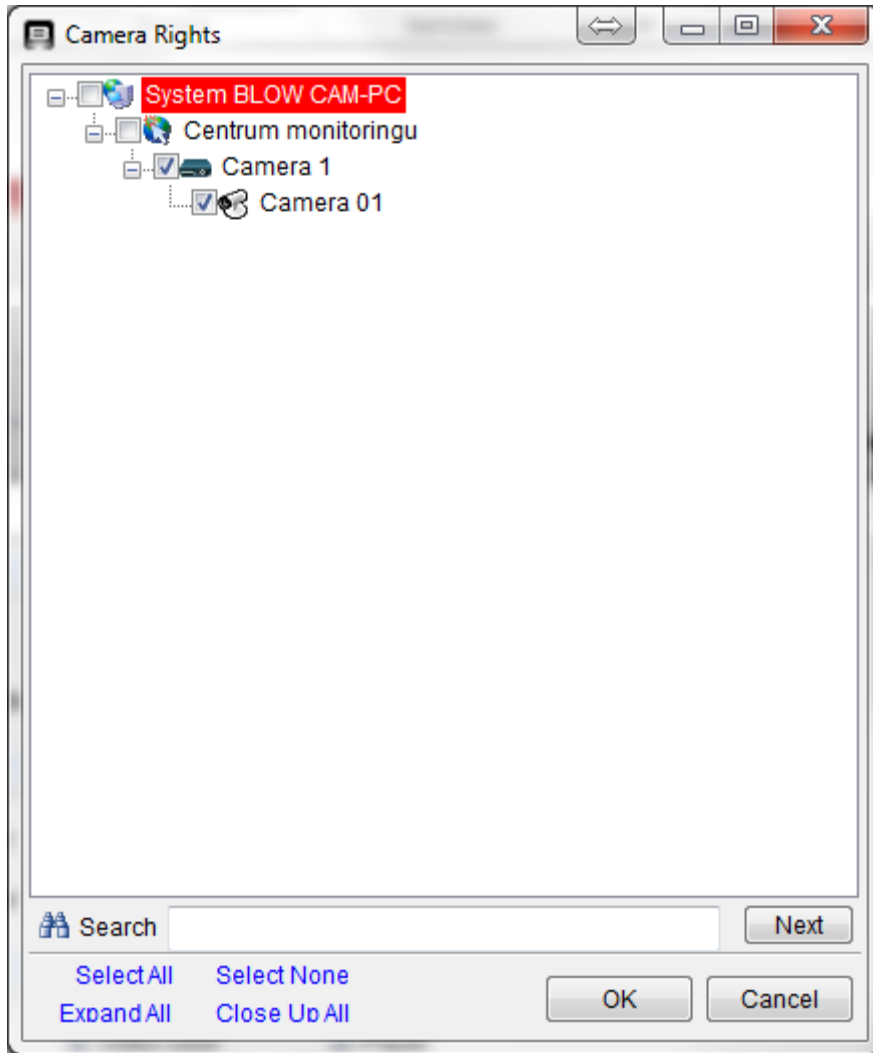 Camera Rights
System BLOW CAM-PC
Centrum monitoringu
Camera 1
Camera 01
Search
Next
Select All Select None
Expand All Close Up All
OK Cancel